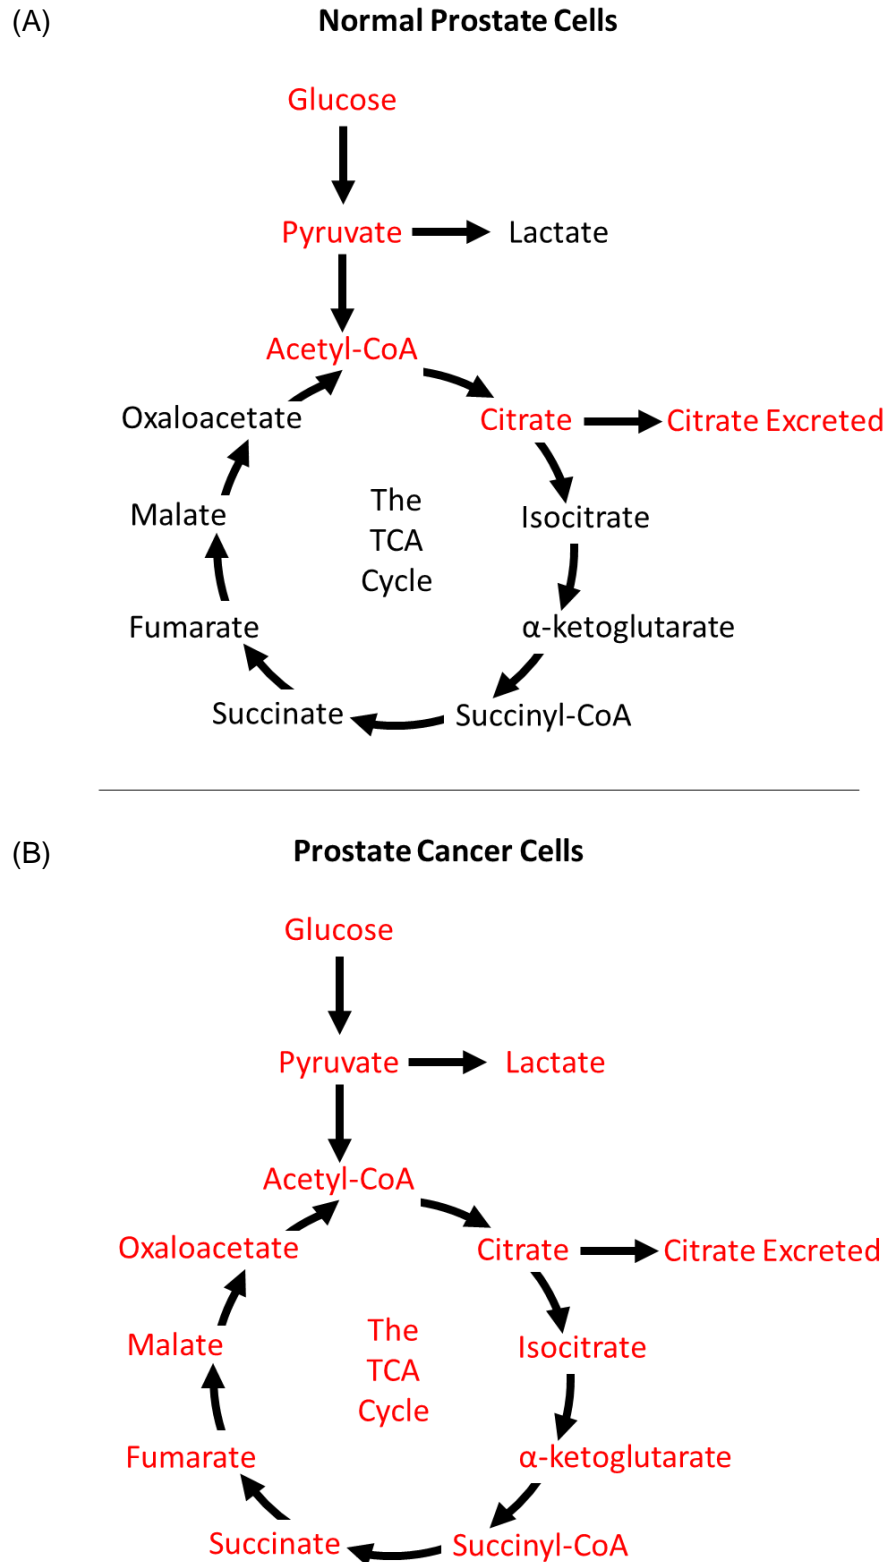 (A)
Normal Prostate Cells
Glucose
Pyruvate
Lactate
Acetyl-CoA
Oxaloacetate
Citrate
Citrate Excreted
Malate
The
TCA
Cycle
Isocitrate
Fumarate
α-ketoglutarate
Succinate
Succinyl-CoA
(B)
Prostate Cancer Cells
Glucose
Pyruvate
Lactate
Acetyl-CoA
Oxaloacetate
Citrate
Citrate Excreted
Malate
The
TCA
Cycle
Isocitrate
Fumarate
α-ketoglutarate
Succinate
Succinyl-CoA